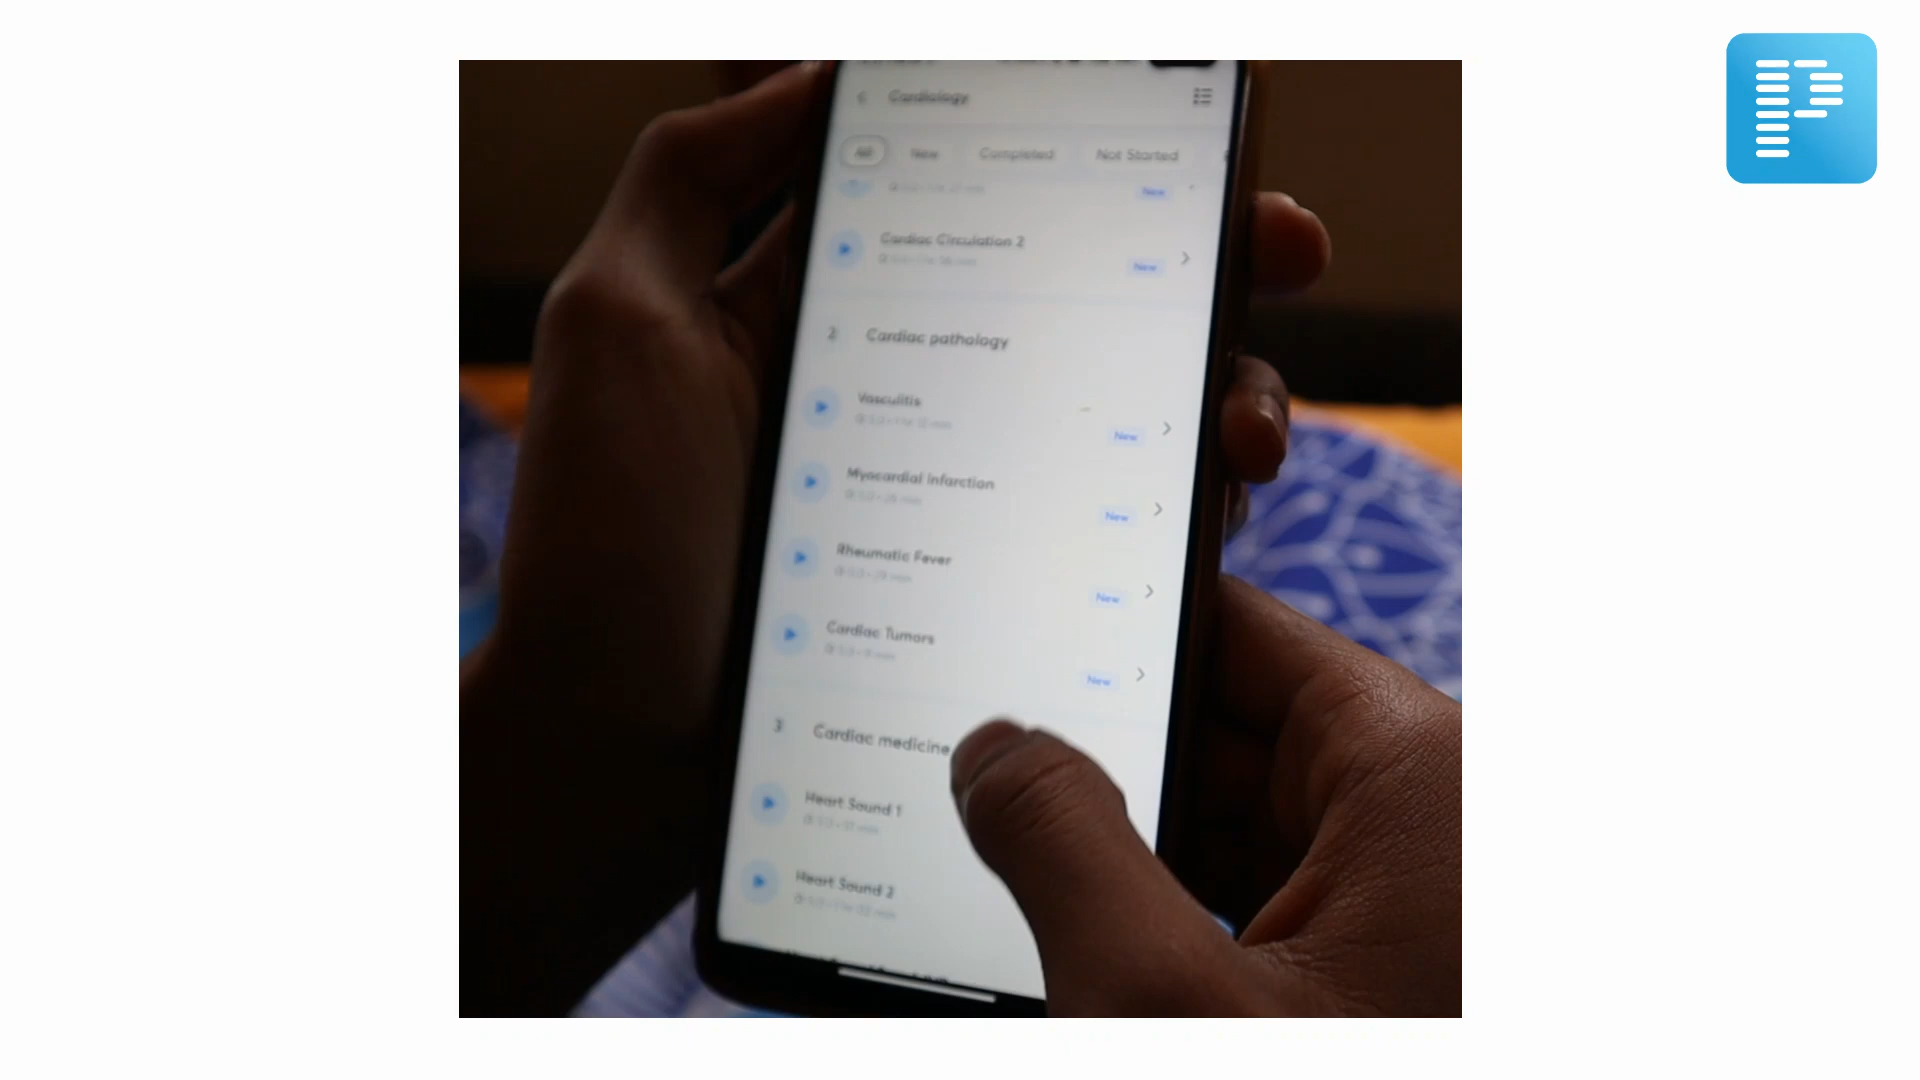 Cardiology
All
New
Completed
Not Started
New
Cardiac Circulation 2
New
2
Cardiac pathology
Vasculitis
New
Myocardial infarction
New
Rheumatic Fever
New
Cardiac Tumors
New
3
Cardiac medicine
Heart Sound 1
Heart Sound 2